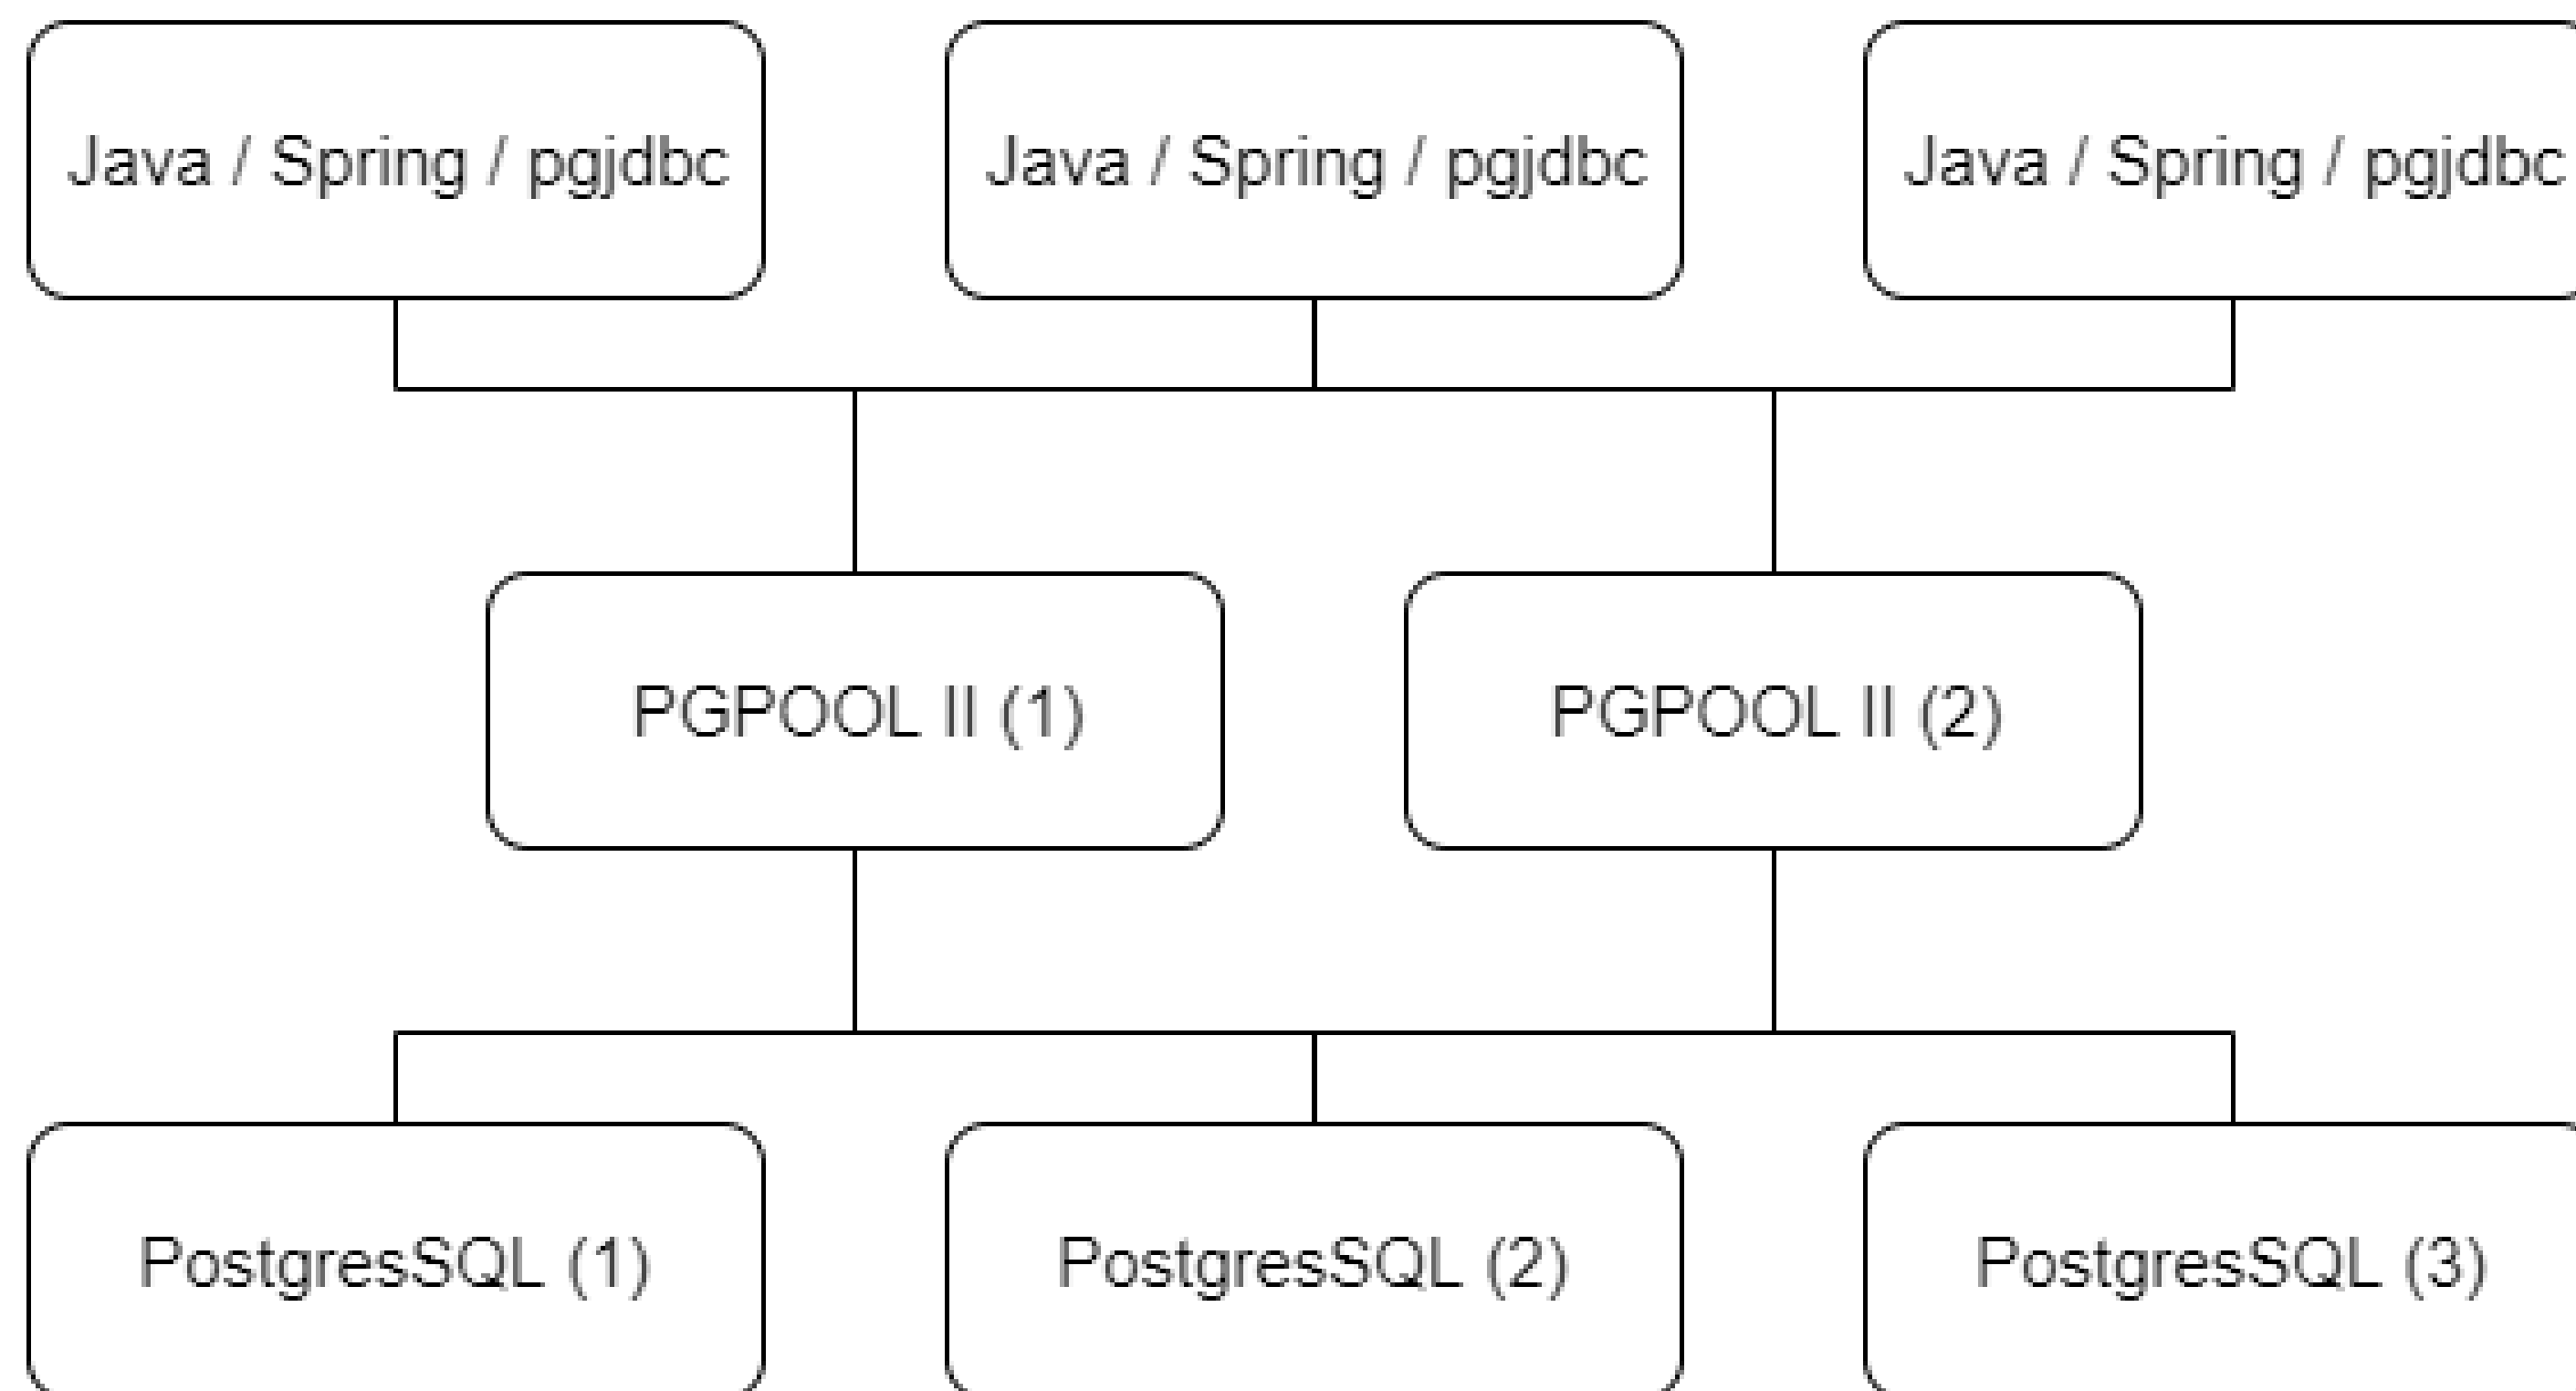 Java / Spring / pgjdbc
Java / Spring / pgjdbc
Java / Spring / pgjdbc
PGPOOL II (1)
PGPOOL II (2)
PostgresSQL (1)
PostgresSQL (2)
PostgresSQL (3)